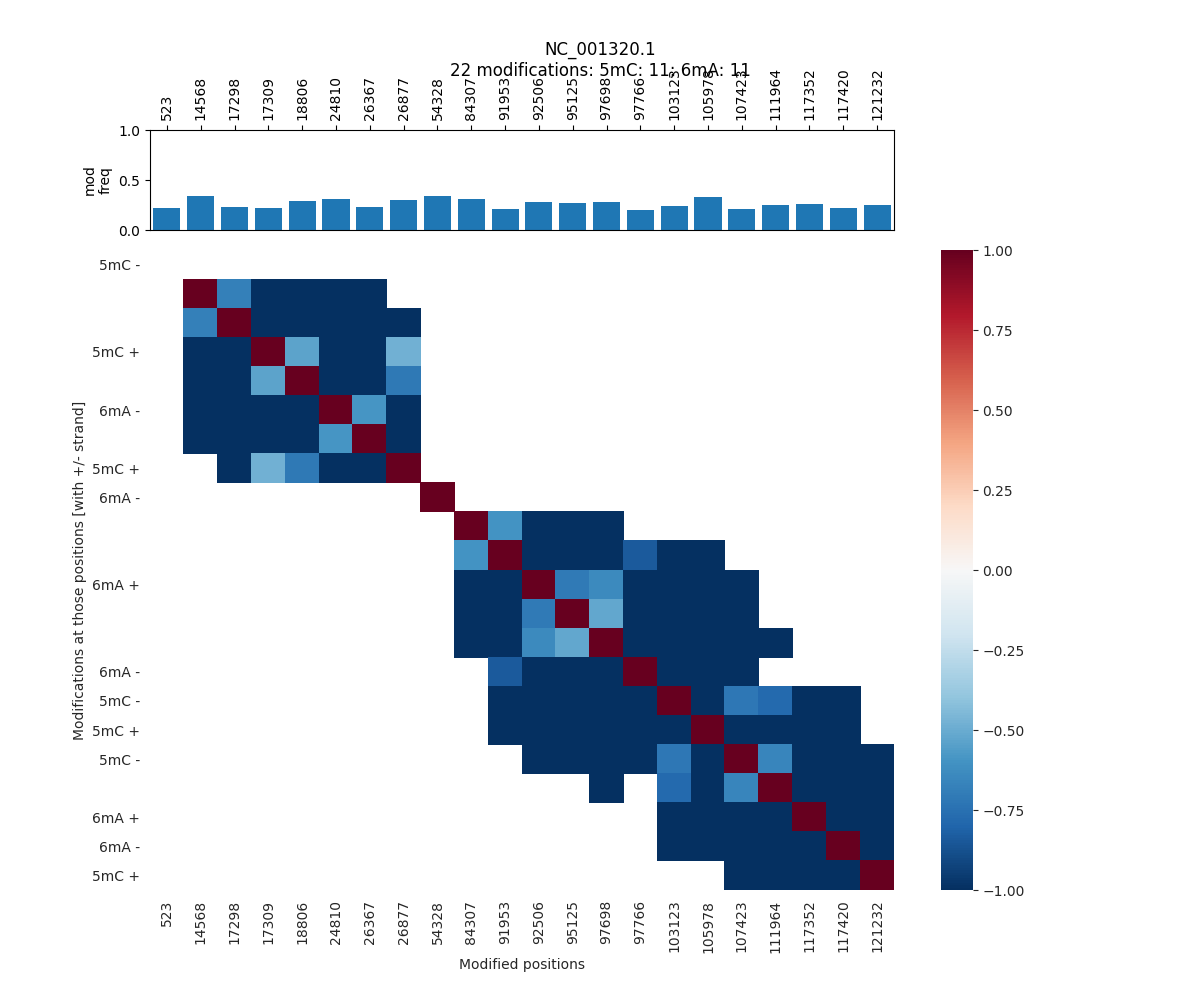 NC_001320.1
22 modifications: 5mC: 11; 6mA: 11
523 14568 17298 17309 18806 24810 26367 26877 54328 84307 91953 92506 95125 97698 97766 103123 105978 107423 111964 117352 117420 121232
1.0
mod
freq
0.5
0.0
Modifications at those positions [with +/- strand]
5mC -
5mC +
6mA -
5mC +
6mA -
6mA +
6mA -
5mC -
5mC +
5mC -
6mA +
6mA -
5mC +
1.00
0.75
0.50
0.25
0.00
−0.25
−0.50
−0.75
−1.00
523 14568 17298 17309 18806 24810 26367 26877 54328 84307 91953 92506 95125 97698 97766 103123 105978 107423 111964 117352 117420 121232
Modified positions